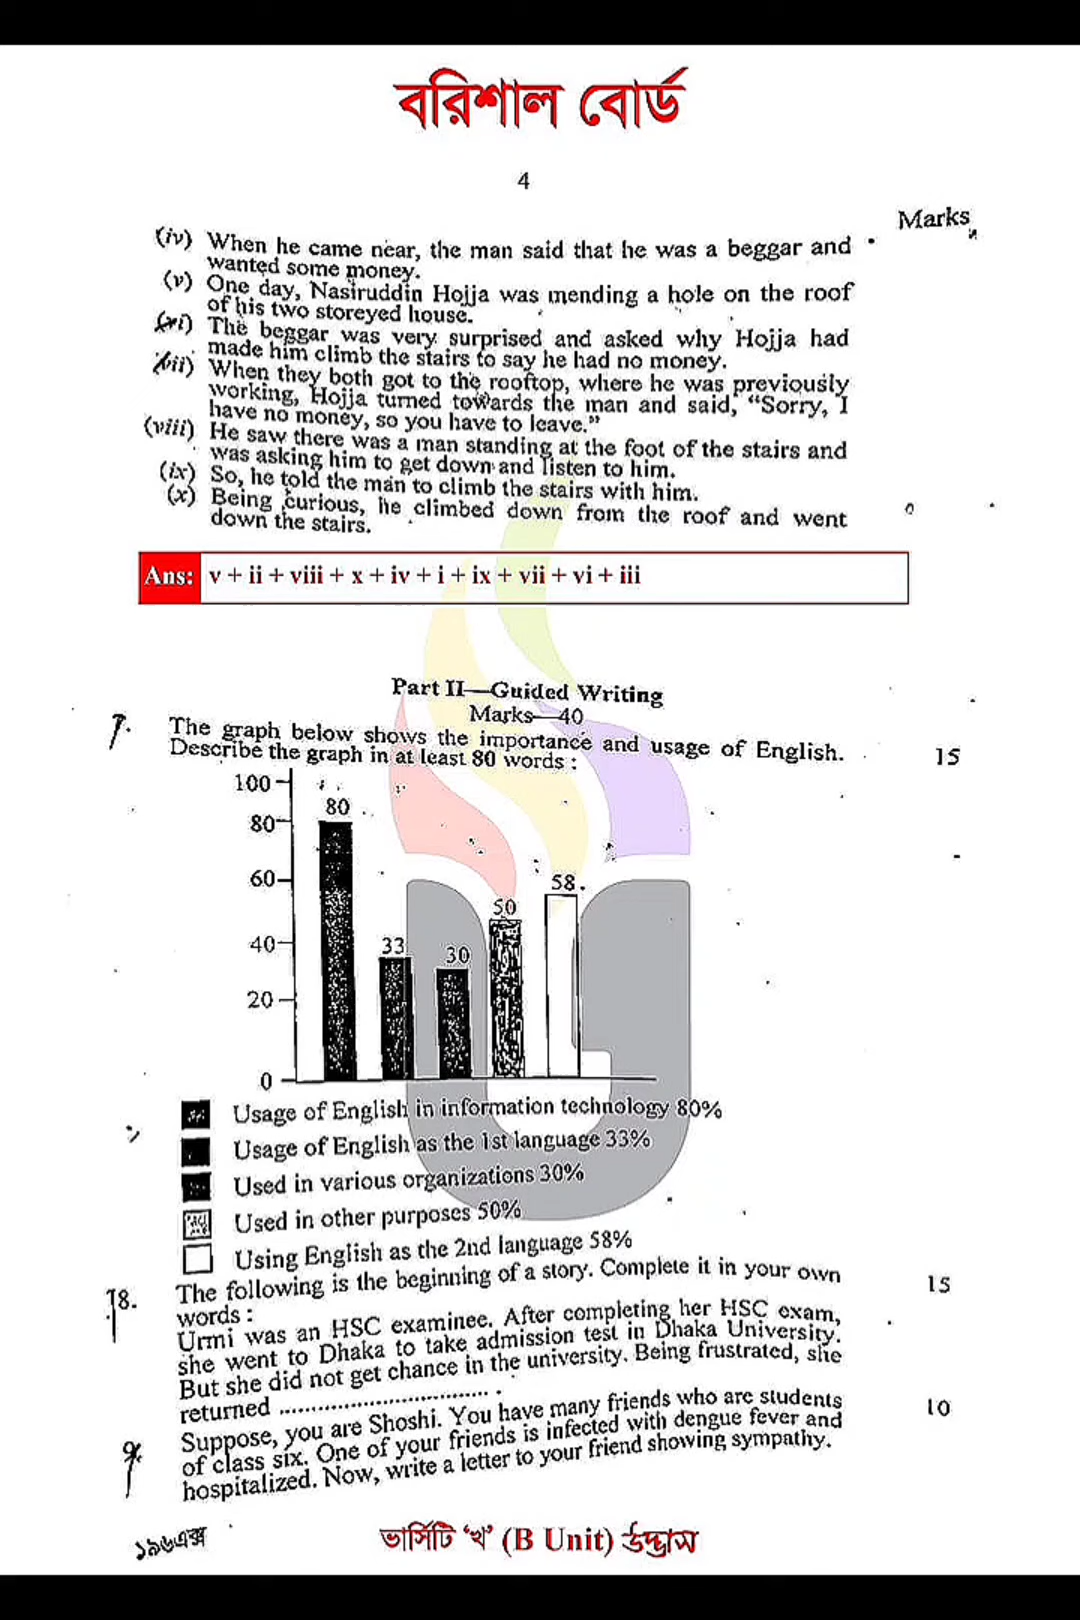 বরিশাল বোর্ড
4
Marks
(iv) When he came near, the man said that he was a beggar and
wanted some money.
(v) One day, Nasiruddin Hojja was mending a hole on the roof
of his two storeyed house.
(vi) The beggar was very surprised and asked why Hojja had
made him climb the stairs to say he had no money.
(vii) When they both got to the rooftop, where he was previously
working, Hojja turned towards the man and said, “Sorry, I
have no money, so you have to leave.”
(viii) He saw there was a man standing at the foot of the stairs and
was asking him to get down and listen to him.
(ix) So, he told the man to climb the stairs with him.
(x) Being curious, he climbed down from the roof and went
down the stairs.
Ans: v + ii + viii + x + iv + i + ix + vii + vi + iii
Part II—Guided Writing
Marks—40
7. The graph below shows the importance and usage of English. 15
Describe the graph in at least 80 words :
100
80
60
40
20
0
80
33
30
50
58
Usage of English in information technology 80%
Usage of English as the 1st language 33%
Used in various organizations 30%
Used in other purposes 50%
Using English as the 2nd language 58%
8. The following is the beginning of a story. Complete it in your own 15
words :
Urmi was an HSC examinee. After completing her HSC exam,
she went to Dhaka to take admission test in Dhaka University.
But she did not get chance in the university. Being frustrated, she
returned ................................ .
9. Suppose, you are Shoshi. You have many friends who are students 10
of class six. One of your friends is infected with dengue fever and
hospitalized. Now, write a letter to your friend showing sympathy.
১৯৬এক্স
ভার্সিটি ‘খ’ (B Unit) উদ্ভাস